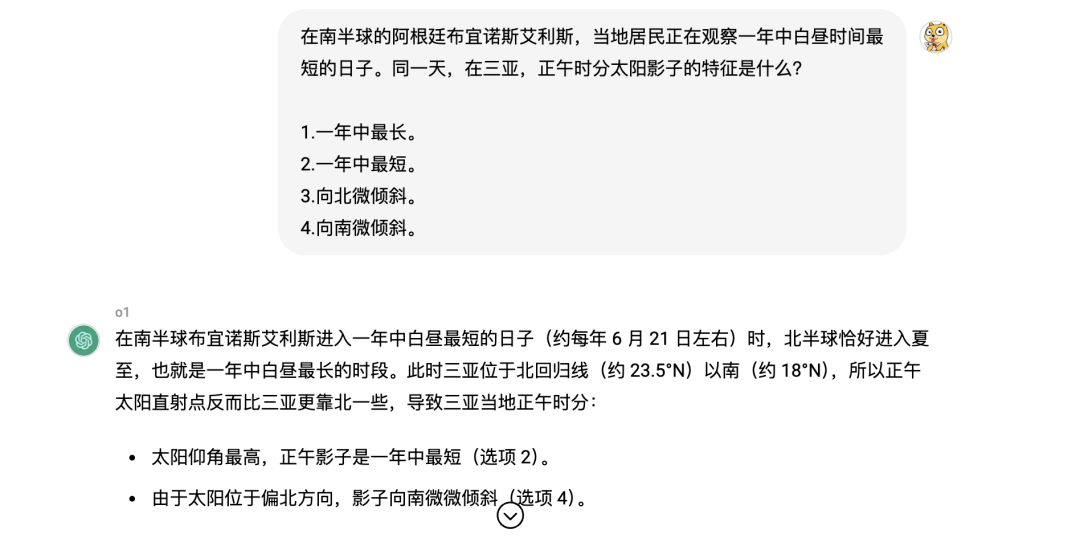 在南半球的阿根廷布宜诺斯艾利斯，当地居民正在观察一年中白昼时间最
短的日子。同一天，在三亚，正午时分太阳影子的特征是什么？
1.一年中最长。
2.一年中最短。
3.向北微倾斜。
4.向南微倾斜。
o1
在南半球布宜诺斯艾利斯进入一年中白昼最短的日子（约每年 6 月 21 日左右）时，北半球恰好进入夏
至，也就是一年中白昼最长的时段。此时三亚位于北回归线（约 23.5°N）以南（约 18°N），所以正午
太阳直射点反而比三亚更靠北一些，导致三亚当地正午时分：
• 太阳仰角最高，正午影子是一年中最短（选项 2）。
• 由于太阳位于偏北方向，影子向南微微倾斜（选项 4）。